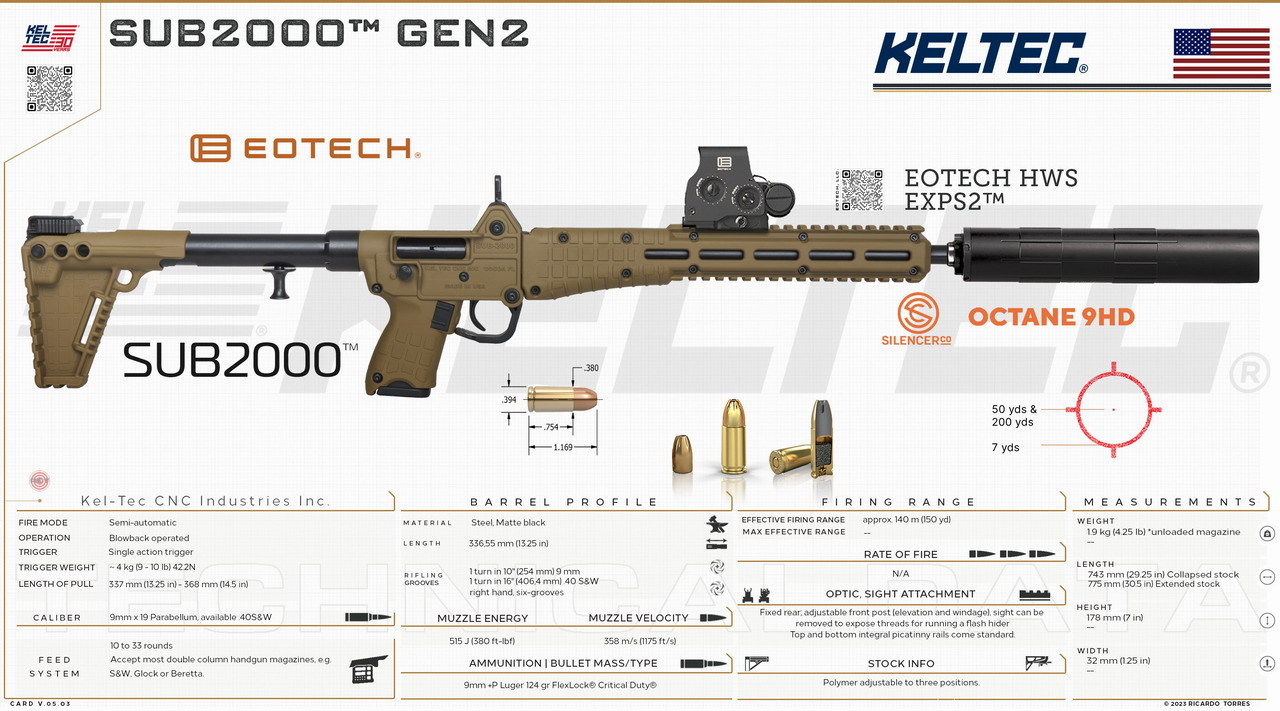 KEL TEC 30 YEARS
SUB2000™ GEN2
KELTEC®
EOTECH®
EOTECH
EOTECH, LLC.
EOTECH HWS
EXPS2™
KELTEC
SUB2000™
SILENCERCO
OCTANE 9HD
.380
.394
.754
1.169
50 yds &
200 yds
7 yds
TECHNICAL DATA
Kel-Tec CNC Industries Inc.
FIRE MODE Semi-automatic
OPERATION Blowback operated
TRIGGER Single action trigger
TRIGGER WEIGHT ~ 4 kg (9 - 10 lb) 42.2N
LENGTH OF PULL 337 mm (13.25 in) - 368 mm (14.5 in)
CALIBER 9mm x 19 Parabellum, available .40S&W
FEED
SYSTEM
10 to 33 rounds
Accept most double column handgun magazines, e.g.
S&W, Glock or Beretta.
BARREL PROFILE
MATERIAL Steel, Matte black
LENGTH 336,55 mm (13.25 in)
RIFLING
GROOVES
1 turn in 10" (254 mm) 9 mm
1 turn in 16" (406,4 mm) .40 S&W
right hand, six-grooves
MUZZLE ENERGY MUZZLE VELOCITY
515 J (380 ft-lbf) 358 m/s (1175 ft/s)
AMMUNITION | BULLET MASS/TYPE
9mm +P Luger 124 gr FlexLock® Critical Duty®
FIRING RANGE
EFFECTIVE FIRING RANGE approx. 140 m (150 yd)
MAX EFFECTIVE RANGE —
RATE OF FIRE
N/A
OPTIC, SIGHT ATTACHMENT
Fixed rear; adjustable front post (elevation and windage), sight can be
removed to expose threads for running a flash hider
Top and bottom integral picatinny rails come standard.
STOCK INFO
Polymer adjustable to three positions.
MEASUREMENTS
WEIGHT
1.9 kg (4.25 lb) *unloaded magazine
—
LENGTH
743 mm (29.25 in) Collapsed stock
775 mm (30.5 in) Extended stock
HEIGHT
178 mm (7 in)
—
WIDTH
32 mm (1.25 in)
—
CARD V.05.03
© 2023 RICARDO TORRES